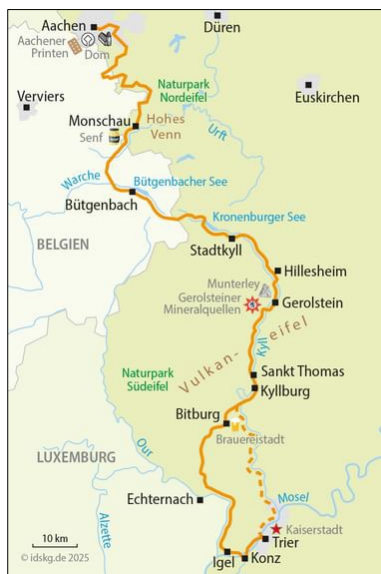 Aachen
Düren
Aachener
Printen
Dom
Naturpark
Nordeifel
Euskirchen
Verviers
Monschau
Hohes
Venn
Senf
Urft
Warche
Bütgenbacher See
Bütgenbach
Kronenburger See
BELGIEN
Stadtkyll
Hillesheim
Munterley
Gerolsteiner
Mineralquellen
Gerolstein
Vulkan-eifel
Kyll
Sankt Thomas
Kyllburg
Naturpark
Südeifel
Bitburg
Brauereistadt
Our
LUXEMBURG
Echternach
Mosel
Alzette
Kaiserstadt
Trier
10 km
Igel
Konz
© idskg.de 2025